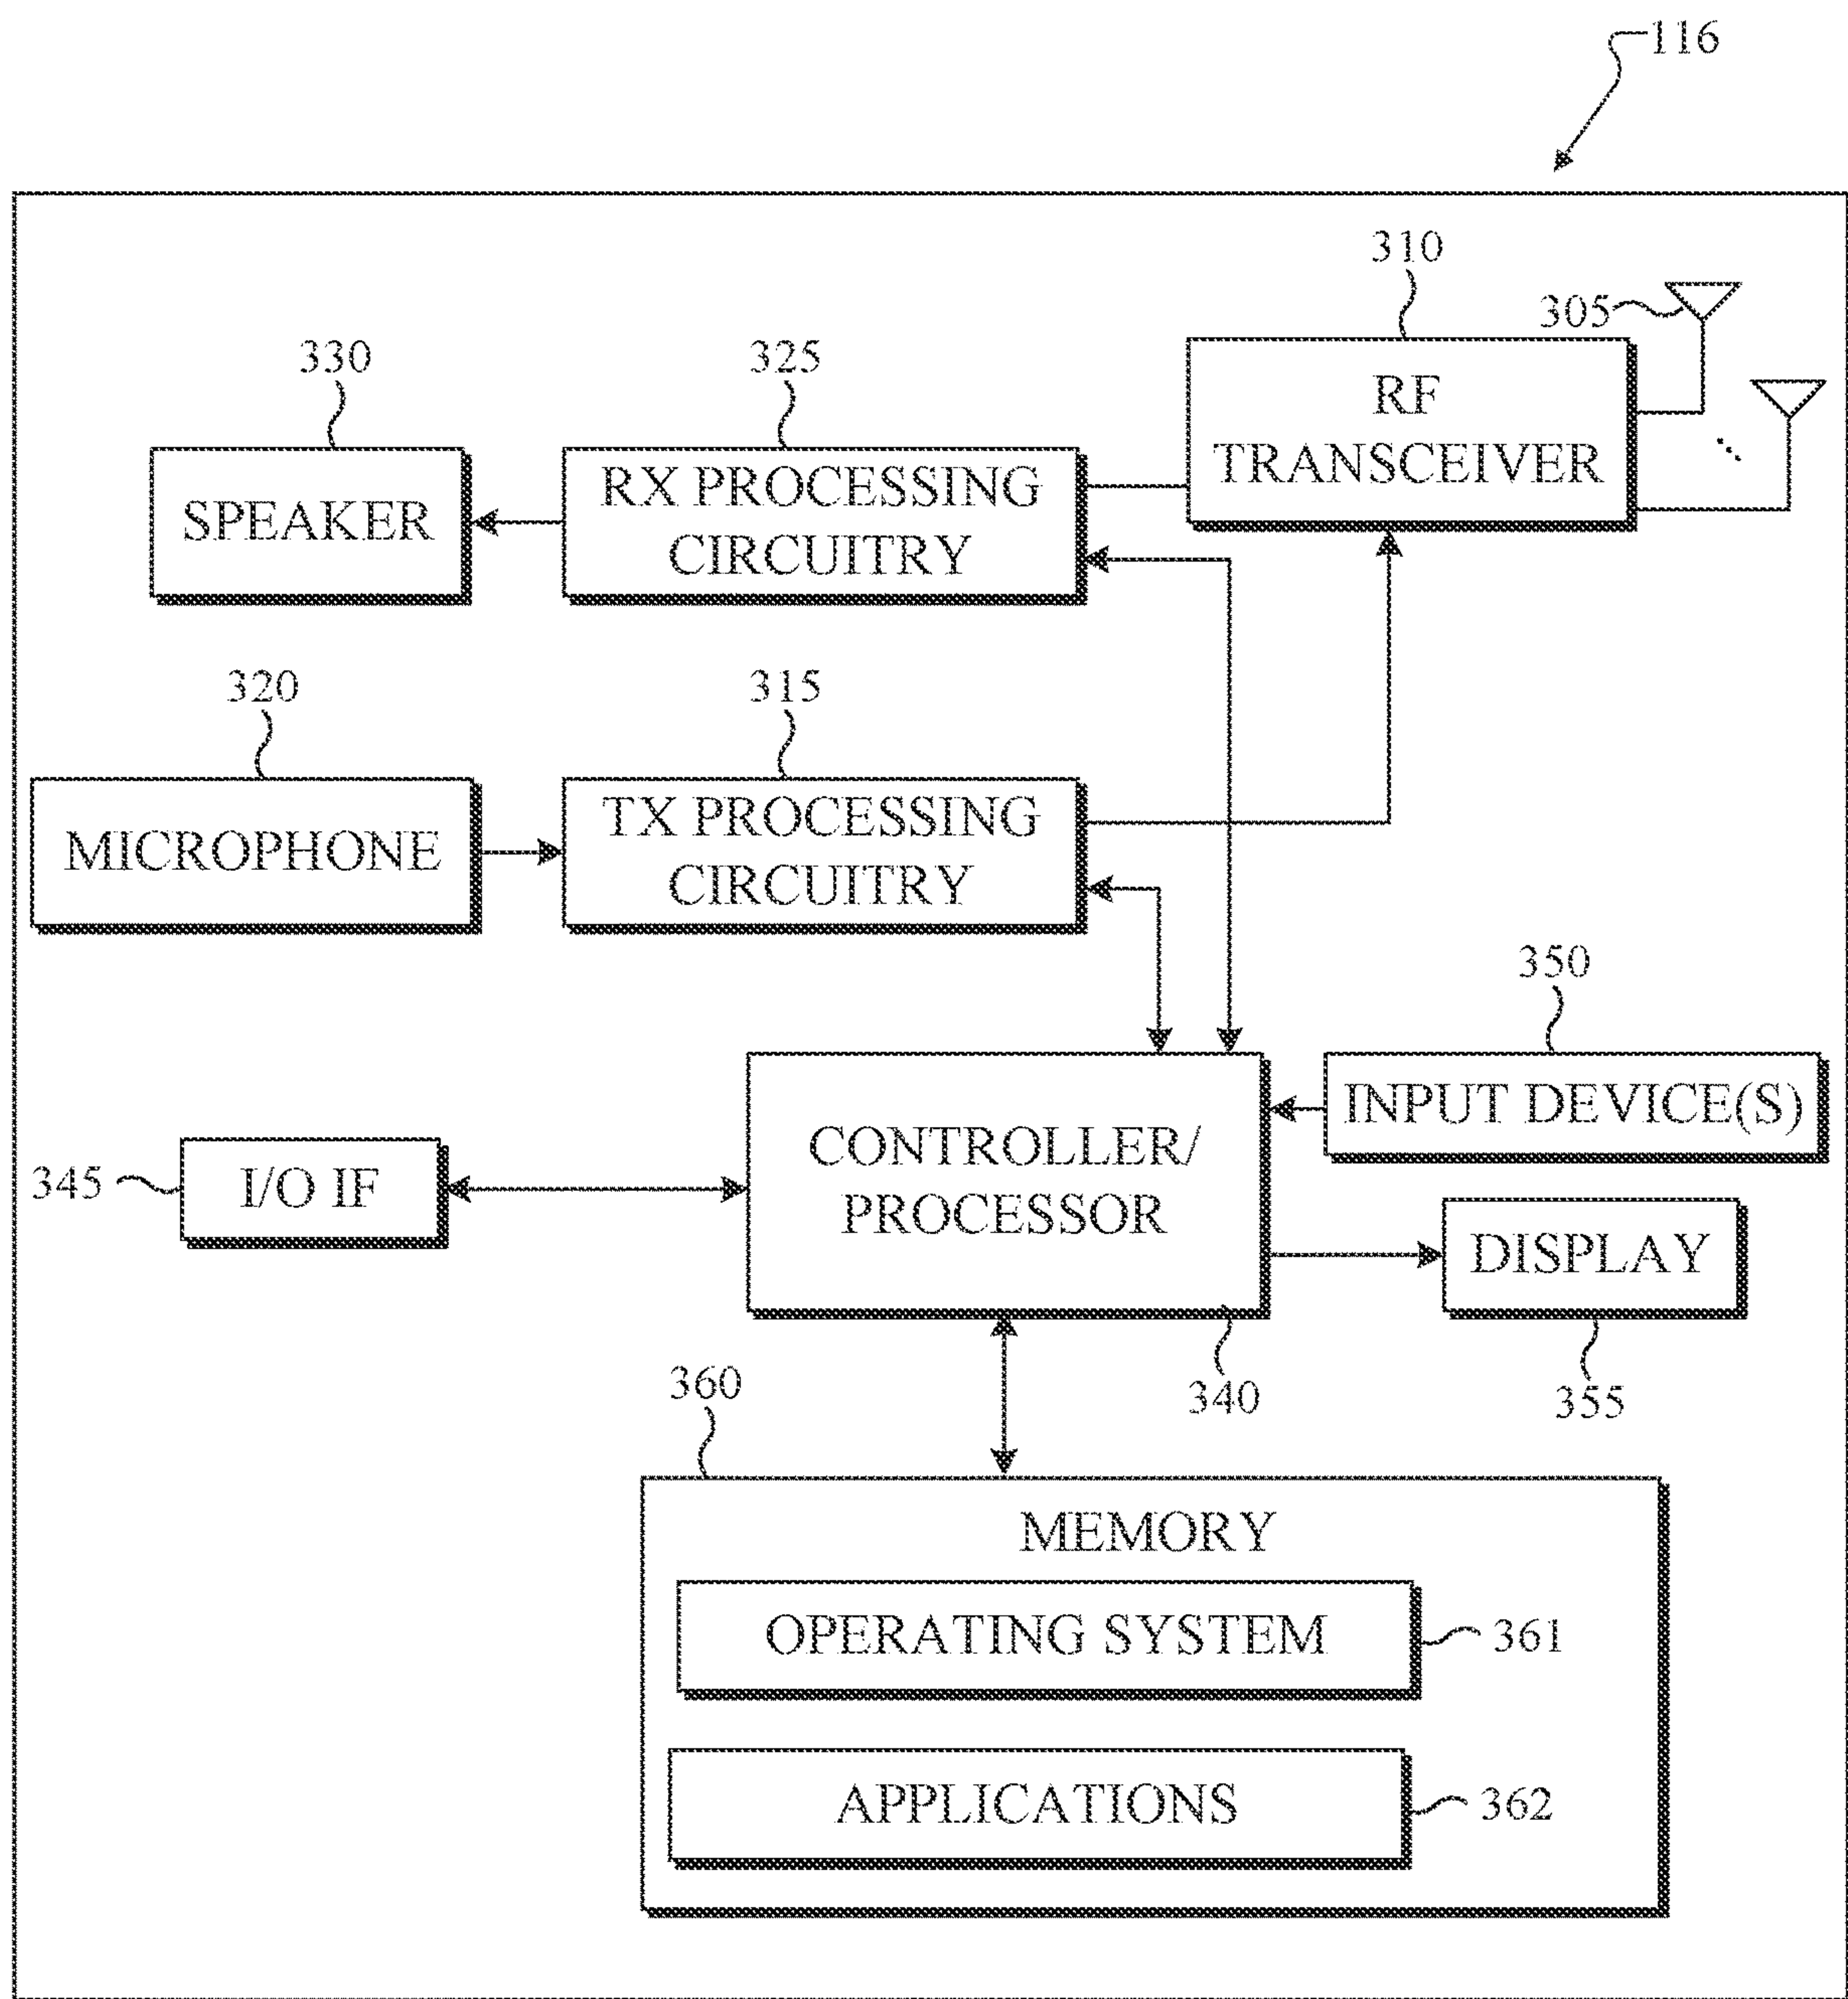 116
310
305
330
325
RF
TRANSCEIVER
SPEAKER
RX PROCESSING
CIRCUITRY
320
315
MICROPHONE
TX PROCESSING
CIRCUITRY
350
INPUT DEVICE(S)
345
I/O IF
CONTROLLER/
PROCESSOR
DISPLAY
360
340
355
MEMORY
OPERATING SYSTEM
361
APPLICATIONS
362